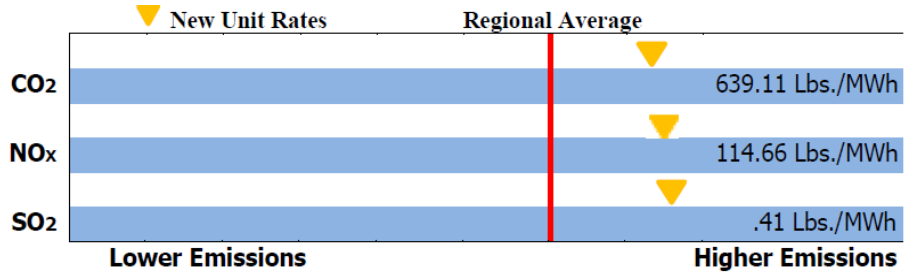 New Unit Rates Regional Average
CO2 639.11 Lbs./MWh
NOx 114.66 Lbs./MWh
SO2 .41 Lbs./MWh
Lower Emissions Higher Emissions